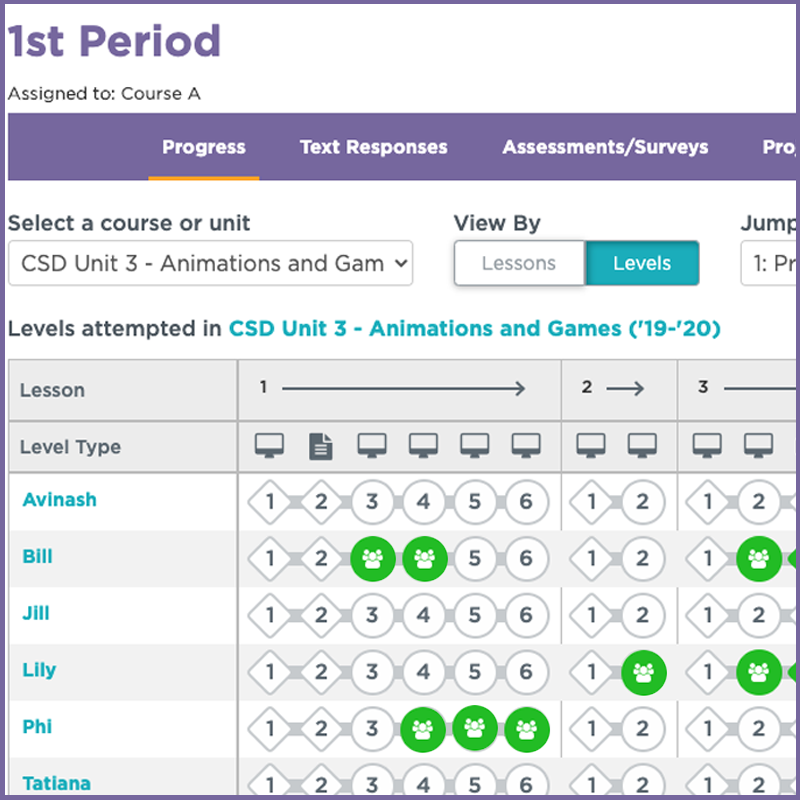 1st Period
Assigned to: Course A
Progress Text Responses Assessments/Surveys
Select a course or unit View By Jump
CSD Unit 3 - Animations and Gam Lessons Levels 1: Pr
Levels attempted in CSD Unit 3 - Animations and Games ('19-'20)
Lesson 1 2 3
Level Type
Avinash 1 2 3 4 5 6 1 2 1 2
Bill 1 2 5 6 1 2 1
Jill 1 2 3 4 5 6 1 2 1 2
Lily 1 2 3 4 5 6 1 1
Phi 1 2 3 1 2 1 2
Tatiana 1 2 3 4 5 6 1 2 1 2